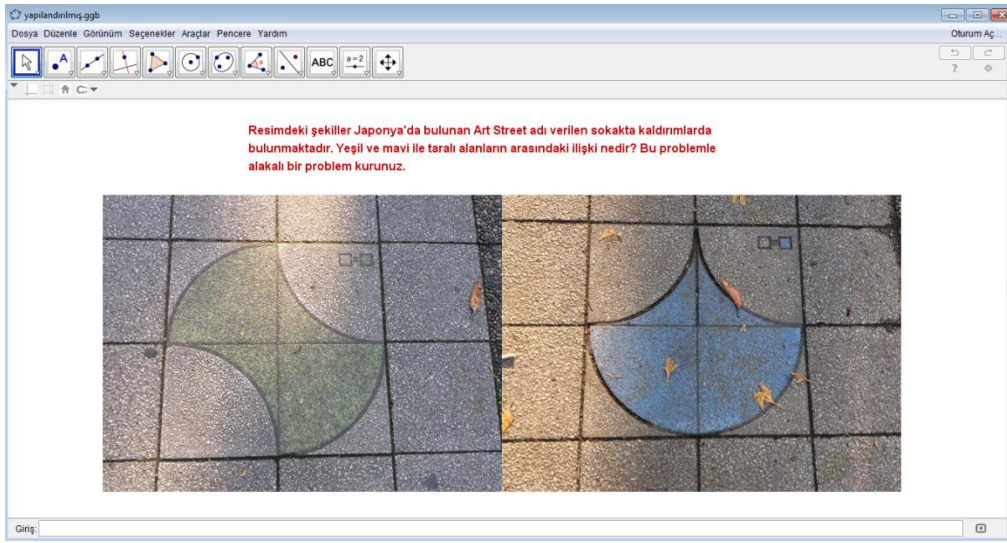 yapılandırılmış.ggb
Dosya Düzenle Görünüm Seçenekler Araçlar Pencere Yardım
Oturum Aç...
A
ABC
a=2
?
Resimdeki şekiller Japonya'da bulunan Art Street adı verilen sokakta kaldırımlarda
bulunmaktadır. Yeşil ve mavi ile taralı alanların arasındaki ilişki nedir? Bu problemle
alakalı bir problem kurunuz.
Giriş: